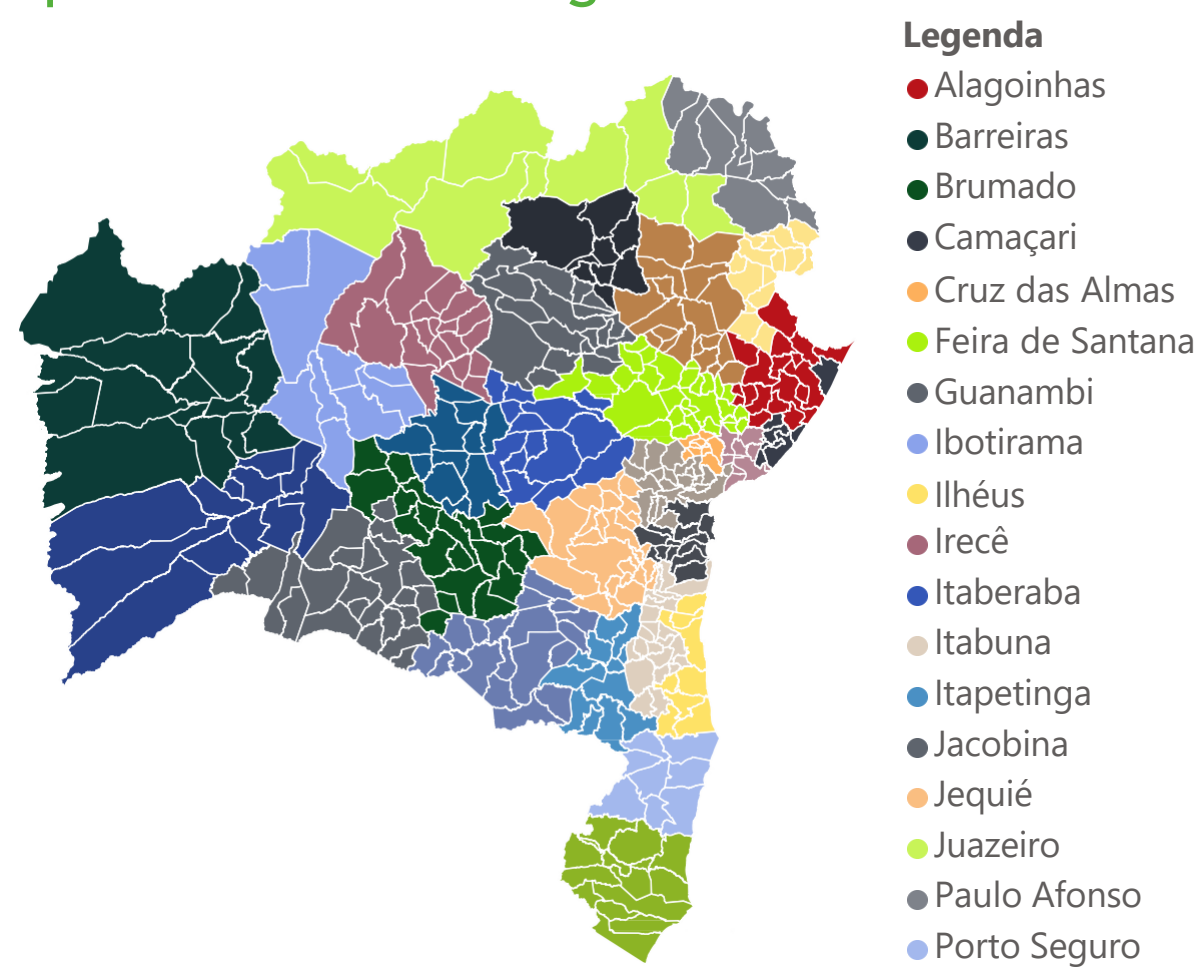 Legenda
Alagoinhas
Barreiras
Brumado
Camaçari
Cruz das Almas
Feira de Santana
Guanambi
Ibotirama
Ilhéus
Irecê
Itaberaba
Itabuna
Itapetinga
Jacobina
Jequié
Juazeiro
Paulo Afonso
Porto Seguro